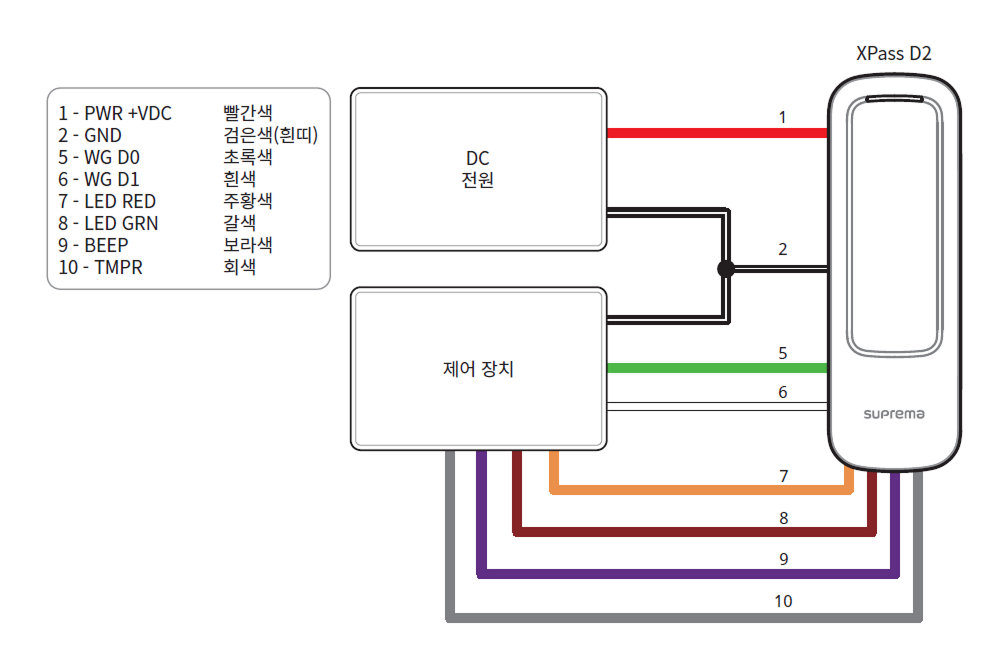 XPass D2
1 - PWR +VDC 빨간색
2 - GND 검은색(흰띠)
5 - WG D0 초록색
6 - WG D1 흰색
7 - LED RED 주황색
8 - LED GRN 갈색
9 - BEEP 보라색
10 - TMPR 회색
DC
전원
1
2
제어 장치
5
6
suprema
7
8
9
10